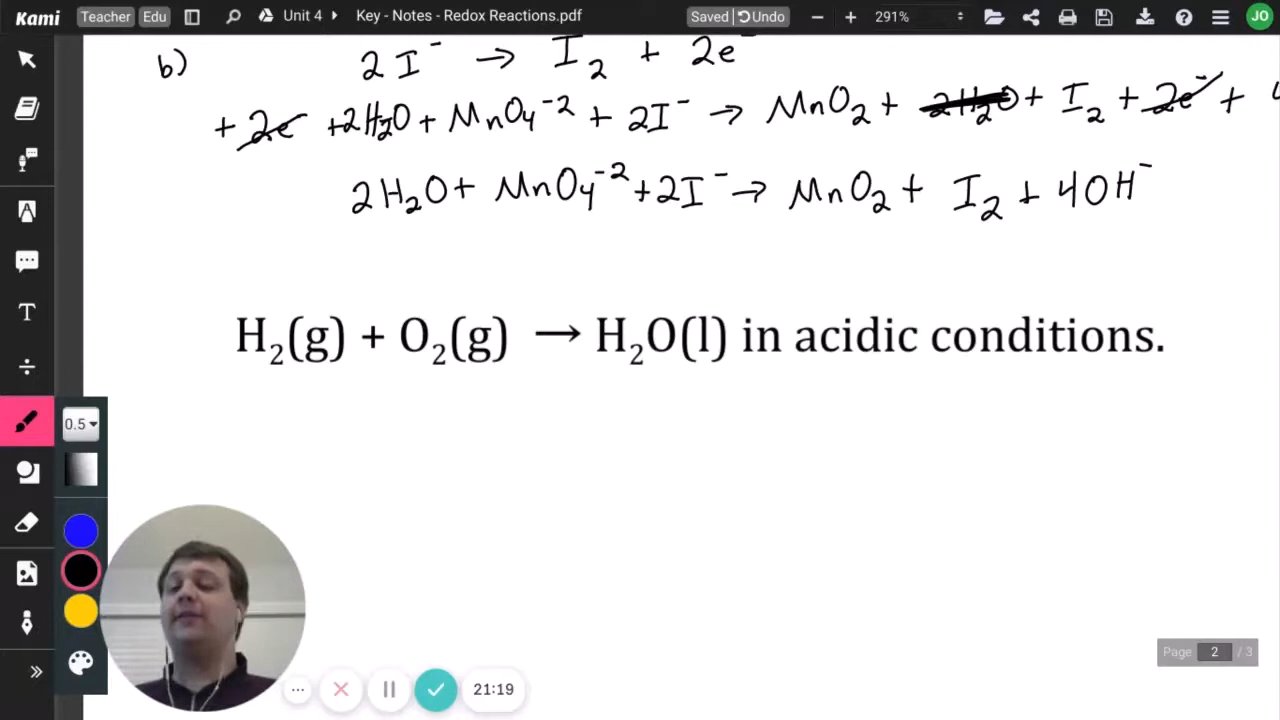 Kami Teacher Edu Unit 4 Key - Notes - Redox Reactions.pdf Saved Undo 291% JO
b) 2I⁻ → I₂ + 2e⁻
+ 2e +2H₂O + MnO₄⁻² + 2I⁻ → MnO₂ + 2H₂O + I₂ + 2e⁻ +
2H₂O + MnO₄⁻² + 2I⁻ → MnO₂ + I₂ + 4OH⁻
H₂(g) + O₂(g) → H₂O(l) in acidic conditions.
0.5
Page 2 / 3
21:19